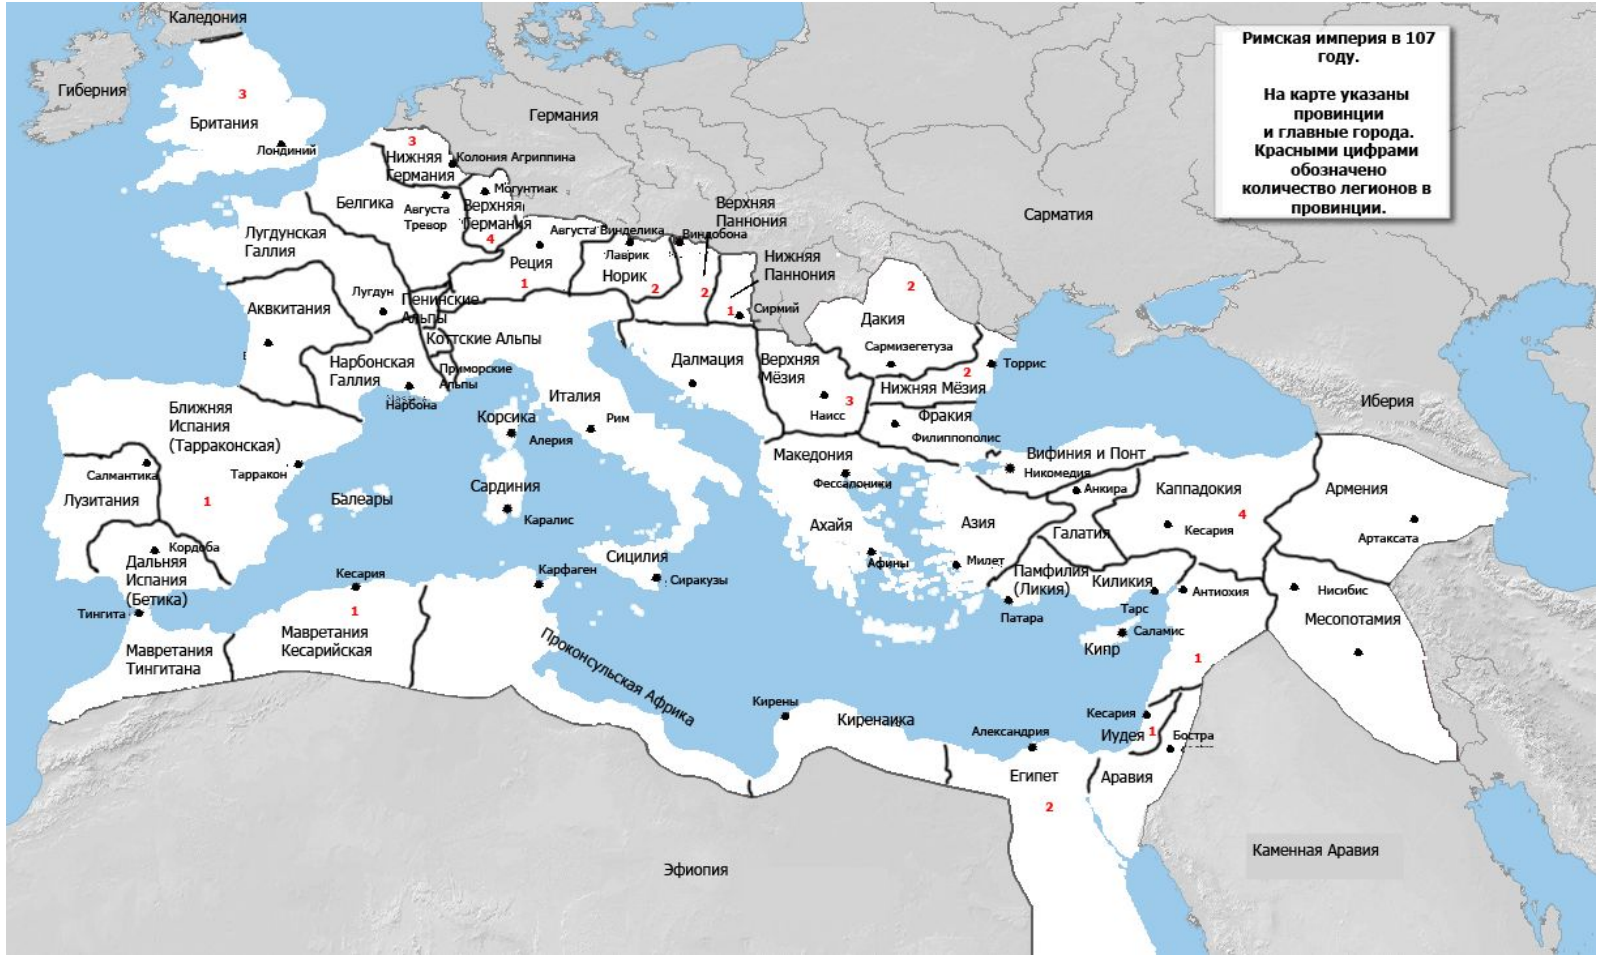 Римская империя в 107
году.
На карте указаны
провинции
и главные города.
Красными цифрами
обозначено
количество легионов в
провинции.
Каледония
Гиберния
3
Британия
Лондиний
Германия
3
Нижняя
Германия
Колония Агриппина
Могунтиак
Белгика
Август
Тревор
Верхняя
Германия
4
Верхняя
Паннония
Сарматия
Лугдунская
Галлия
Августа Винделика
Виндобона
Лаврик
Реция
1
Норик
2
2
Нижняя
Паннония
1
Сирмий
2
Дакия
Сармизегетуза
Аквкитания
Лугдун
Пенинские
Альпы
Коттские Альпы
Нарбонская
Галлия
Приморские
Альпы
Нарбона
Далмация
Верхняя
Мёзия
3
Наисс
2
Торрис
Нижняя Мёзия
Фракия
Филиппополис
Иберия
Ближняя
Испания
(Тарраконская)
Тарракон
1
Корсика
Алерия
Италия
Рим
Македония
Фессалоники
Вифиния и Понт
Никомедия
Анкира
Каппадокия
4
Кесария
Армения
Артаксата
Салмантика
Лузитания
Балеары
Сардиния
Каралис
Ахайя
Афины
Азия
Милет
Галатия
Кордоба
Дальняя
Испания
(Бетика)
Сицилия
Сиракузы
Памфилия
(Ликия)
Патара
Киликия
Тарс
Антиохия
Нисибис
Месопотамия
Кесария
1
Карфаген
Тингита
Мавретания
Тингитана
Мавретания
Кесарийская
Саламис
Кипр
1
Проконсульская Африка
Кирены
Киренаика
Александрия
Кесария
Иудея
1
Бостра
Египет
2
Аравия
Эфиопия
Каменная Аравия